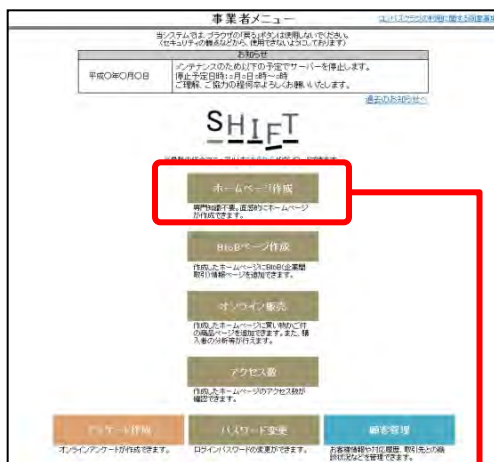 事業者メニュー
当システムでは、ブラウザの「戻る」ボタンは使用しないでください。
(セキュリティの観点などから、使用できないようにしております)
お知らせ
平成〇年〇月〇日
メンテナンスのため以下の予定でサーバーを停止します。
停止予定日時:○月○日○時～○時
ご理解、ご協力の程何卒よろしくお願いいたします。
過去のお知らせへ
SHIFT
ホームページ作成
専門知識不要。直感的にホームページ
が作成できます。
BtoBページ作成
作成したホームページにBtoB(企業間
取引)情報ページを追加できます。
オンライン販売
作成したホームページに買い物かご付
の商品ページを追加できます。また、購
入者の分析等が行えます。
アクセス数
作成したホームページのアクセス数が
確認できます。
アンケート作成
パスワード変更
顧客管理
オンラインアンケートが作成できます。
ログインパスワードの変更ができます。
お客様情報や対応履歴、取引先との商
談状況などを管理できます。